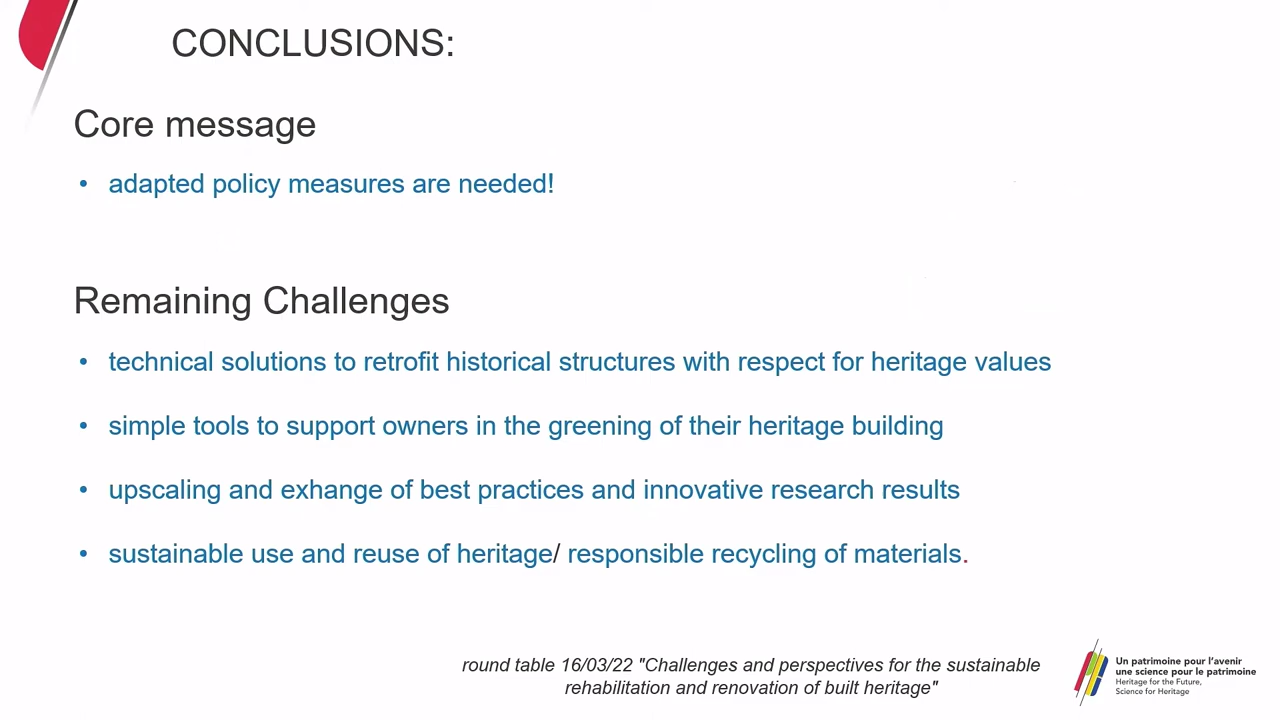 CONCLUSIONS:
Core message
• adapted policy measures are needed!
Remaining Challenges
• technical solutions to retrofit historical structures with respect for heritage values
• simple tools to support owners in the greening of their heritage building
• upscaling and exhange of best practices and innovative research results
• sustainable use and reuse of heritage/ responsible recycling of materials.
round table 16/03/22 "Challenges and perspectives for the sustainable
rehabilitation and renovation of built heritage"
Un patrimoine pour l'avenir
une science pour le patrimoine
Heritage for the Future,
Science for Heritage